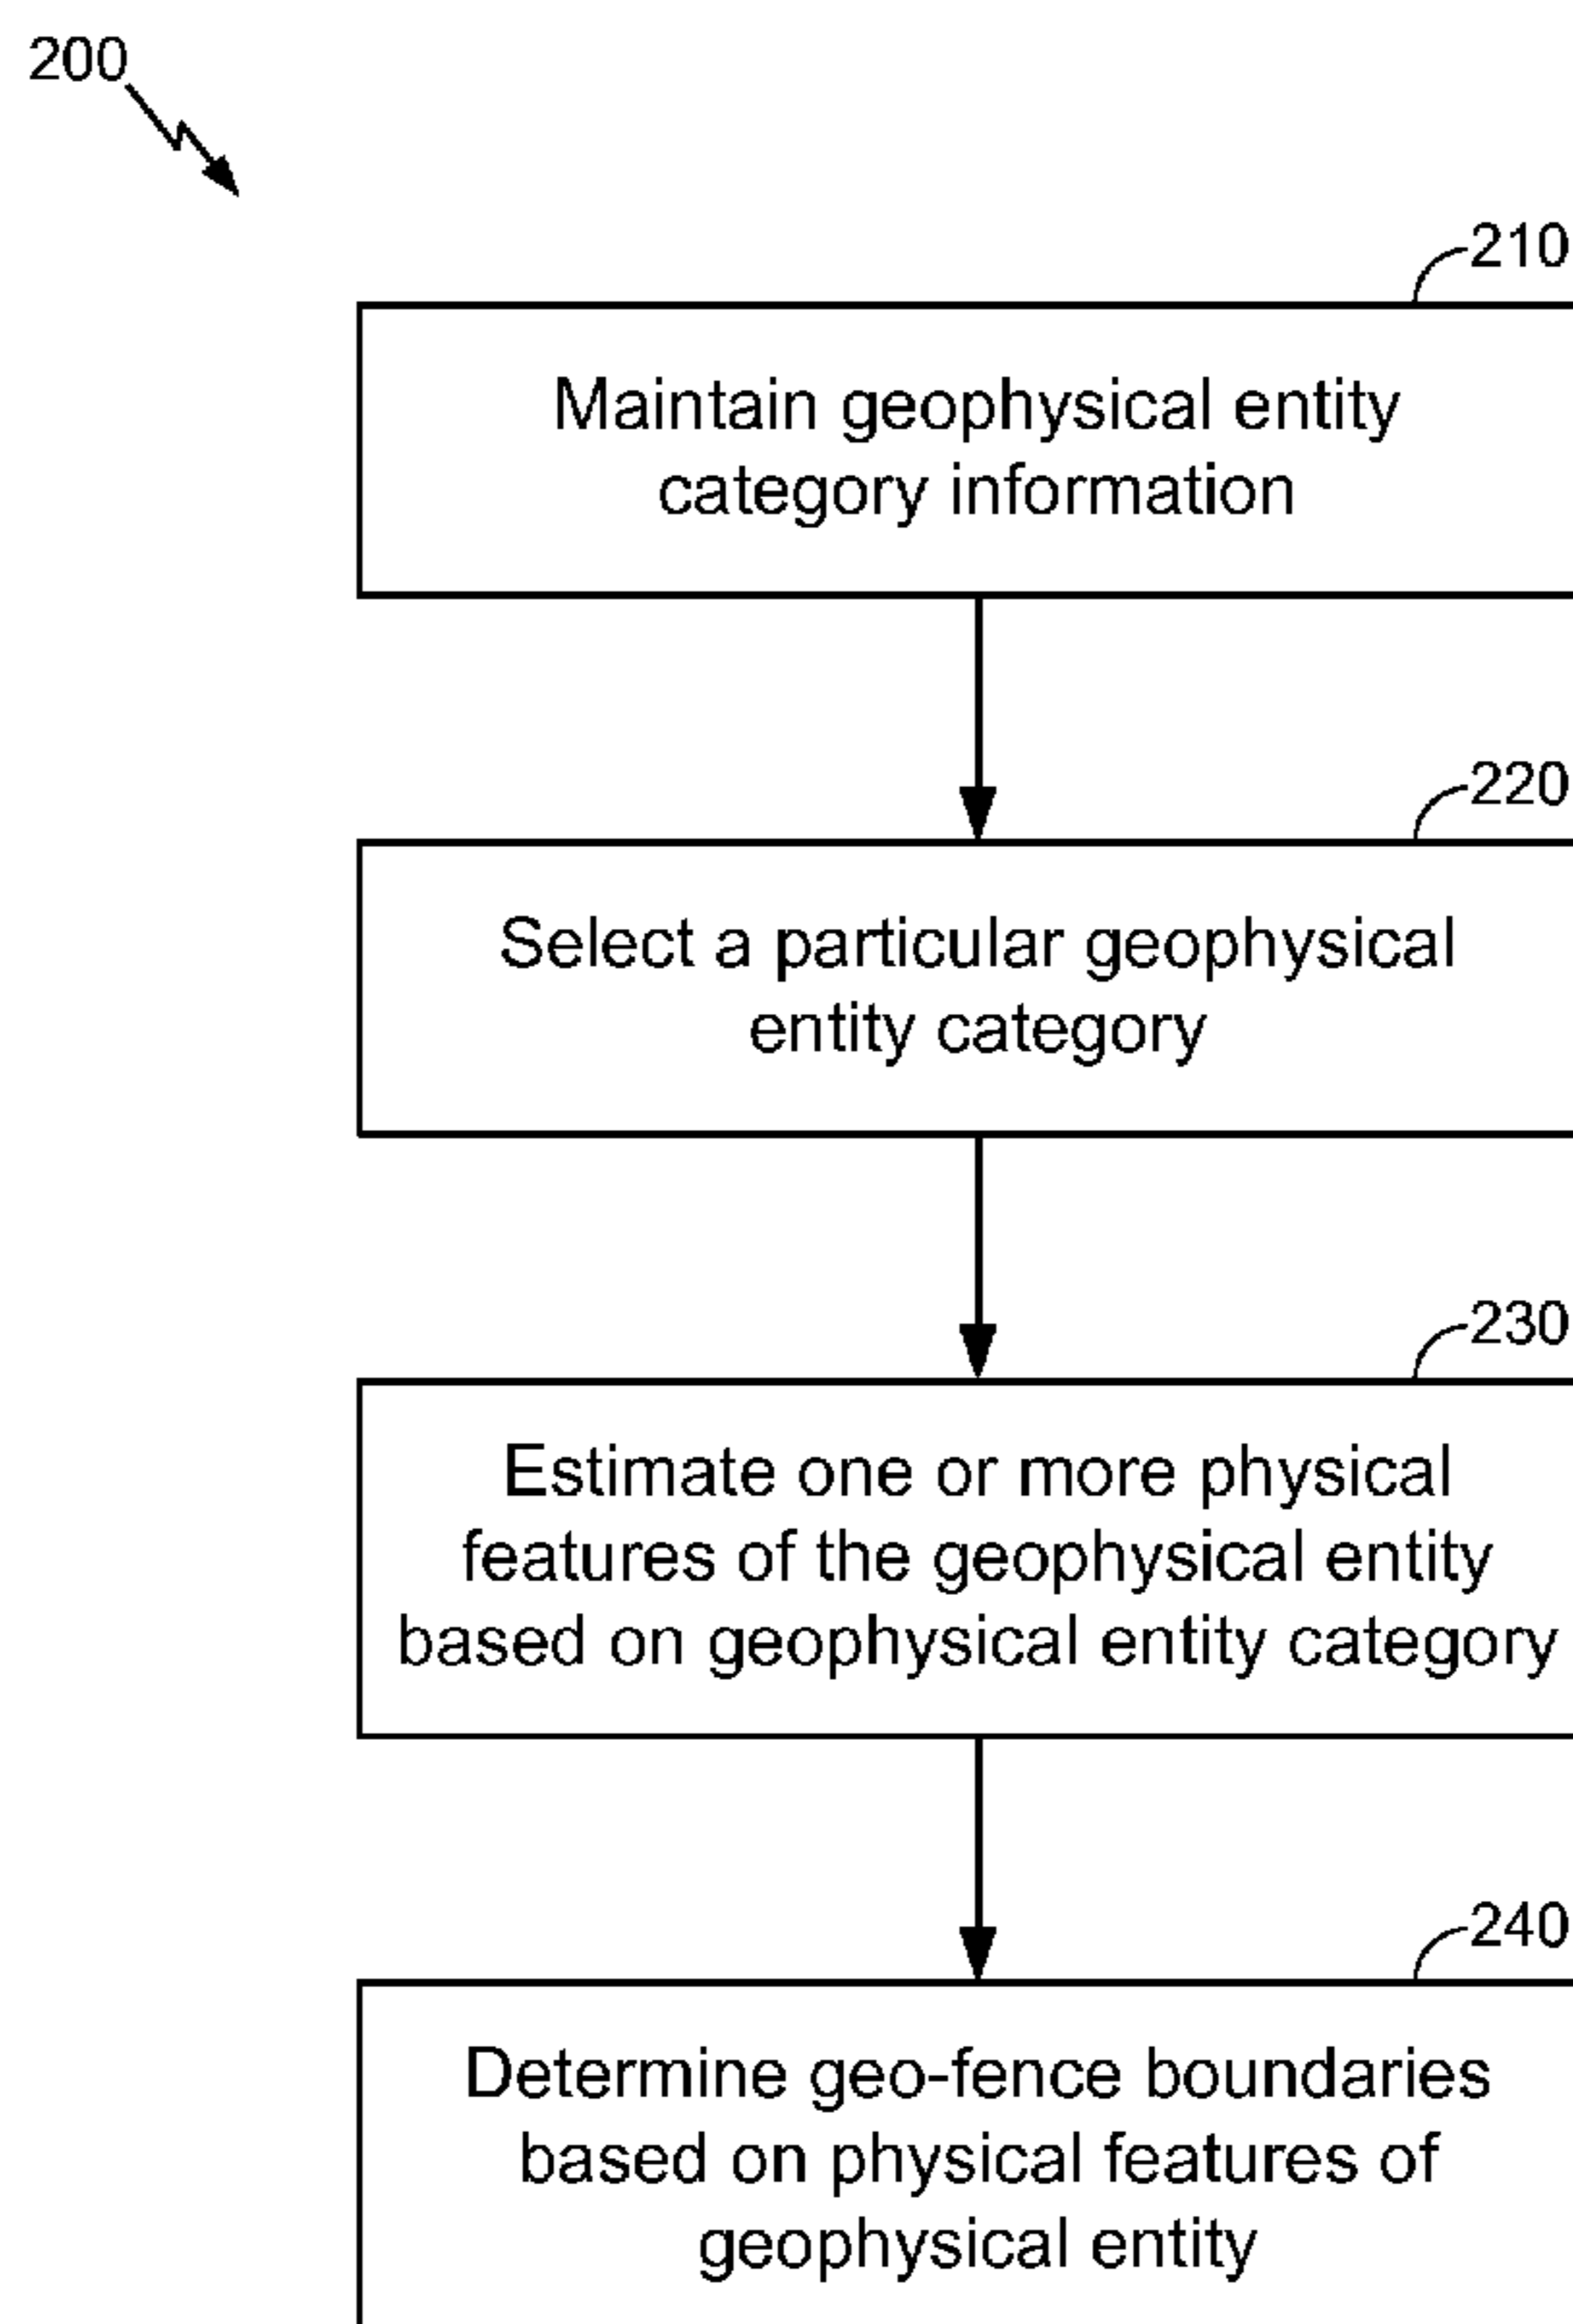 200
210
Maintain geophysical entity
category information
220
Select a particular geophysical
entity category
230
Estimate one or more physical
features of the geophysical entity
based on geophysical entity category
240
Determine geo-fence boundaries
based on physical features of
geophysical entity